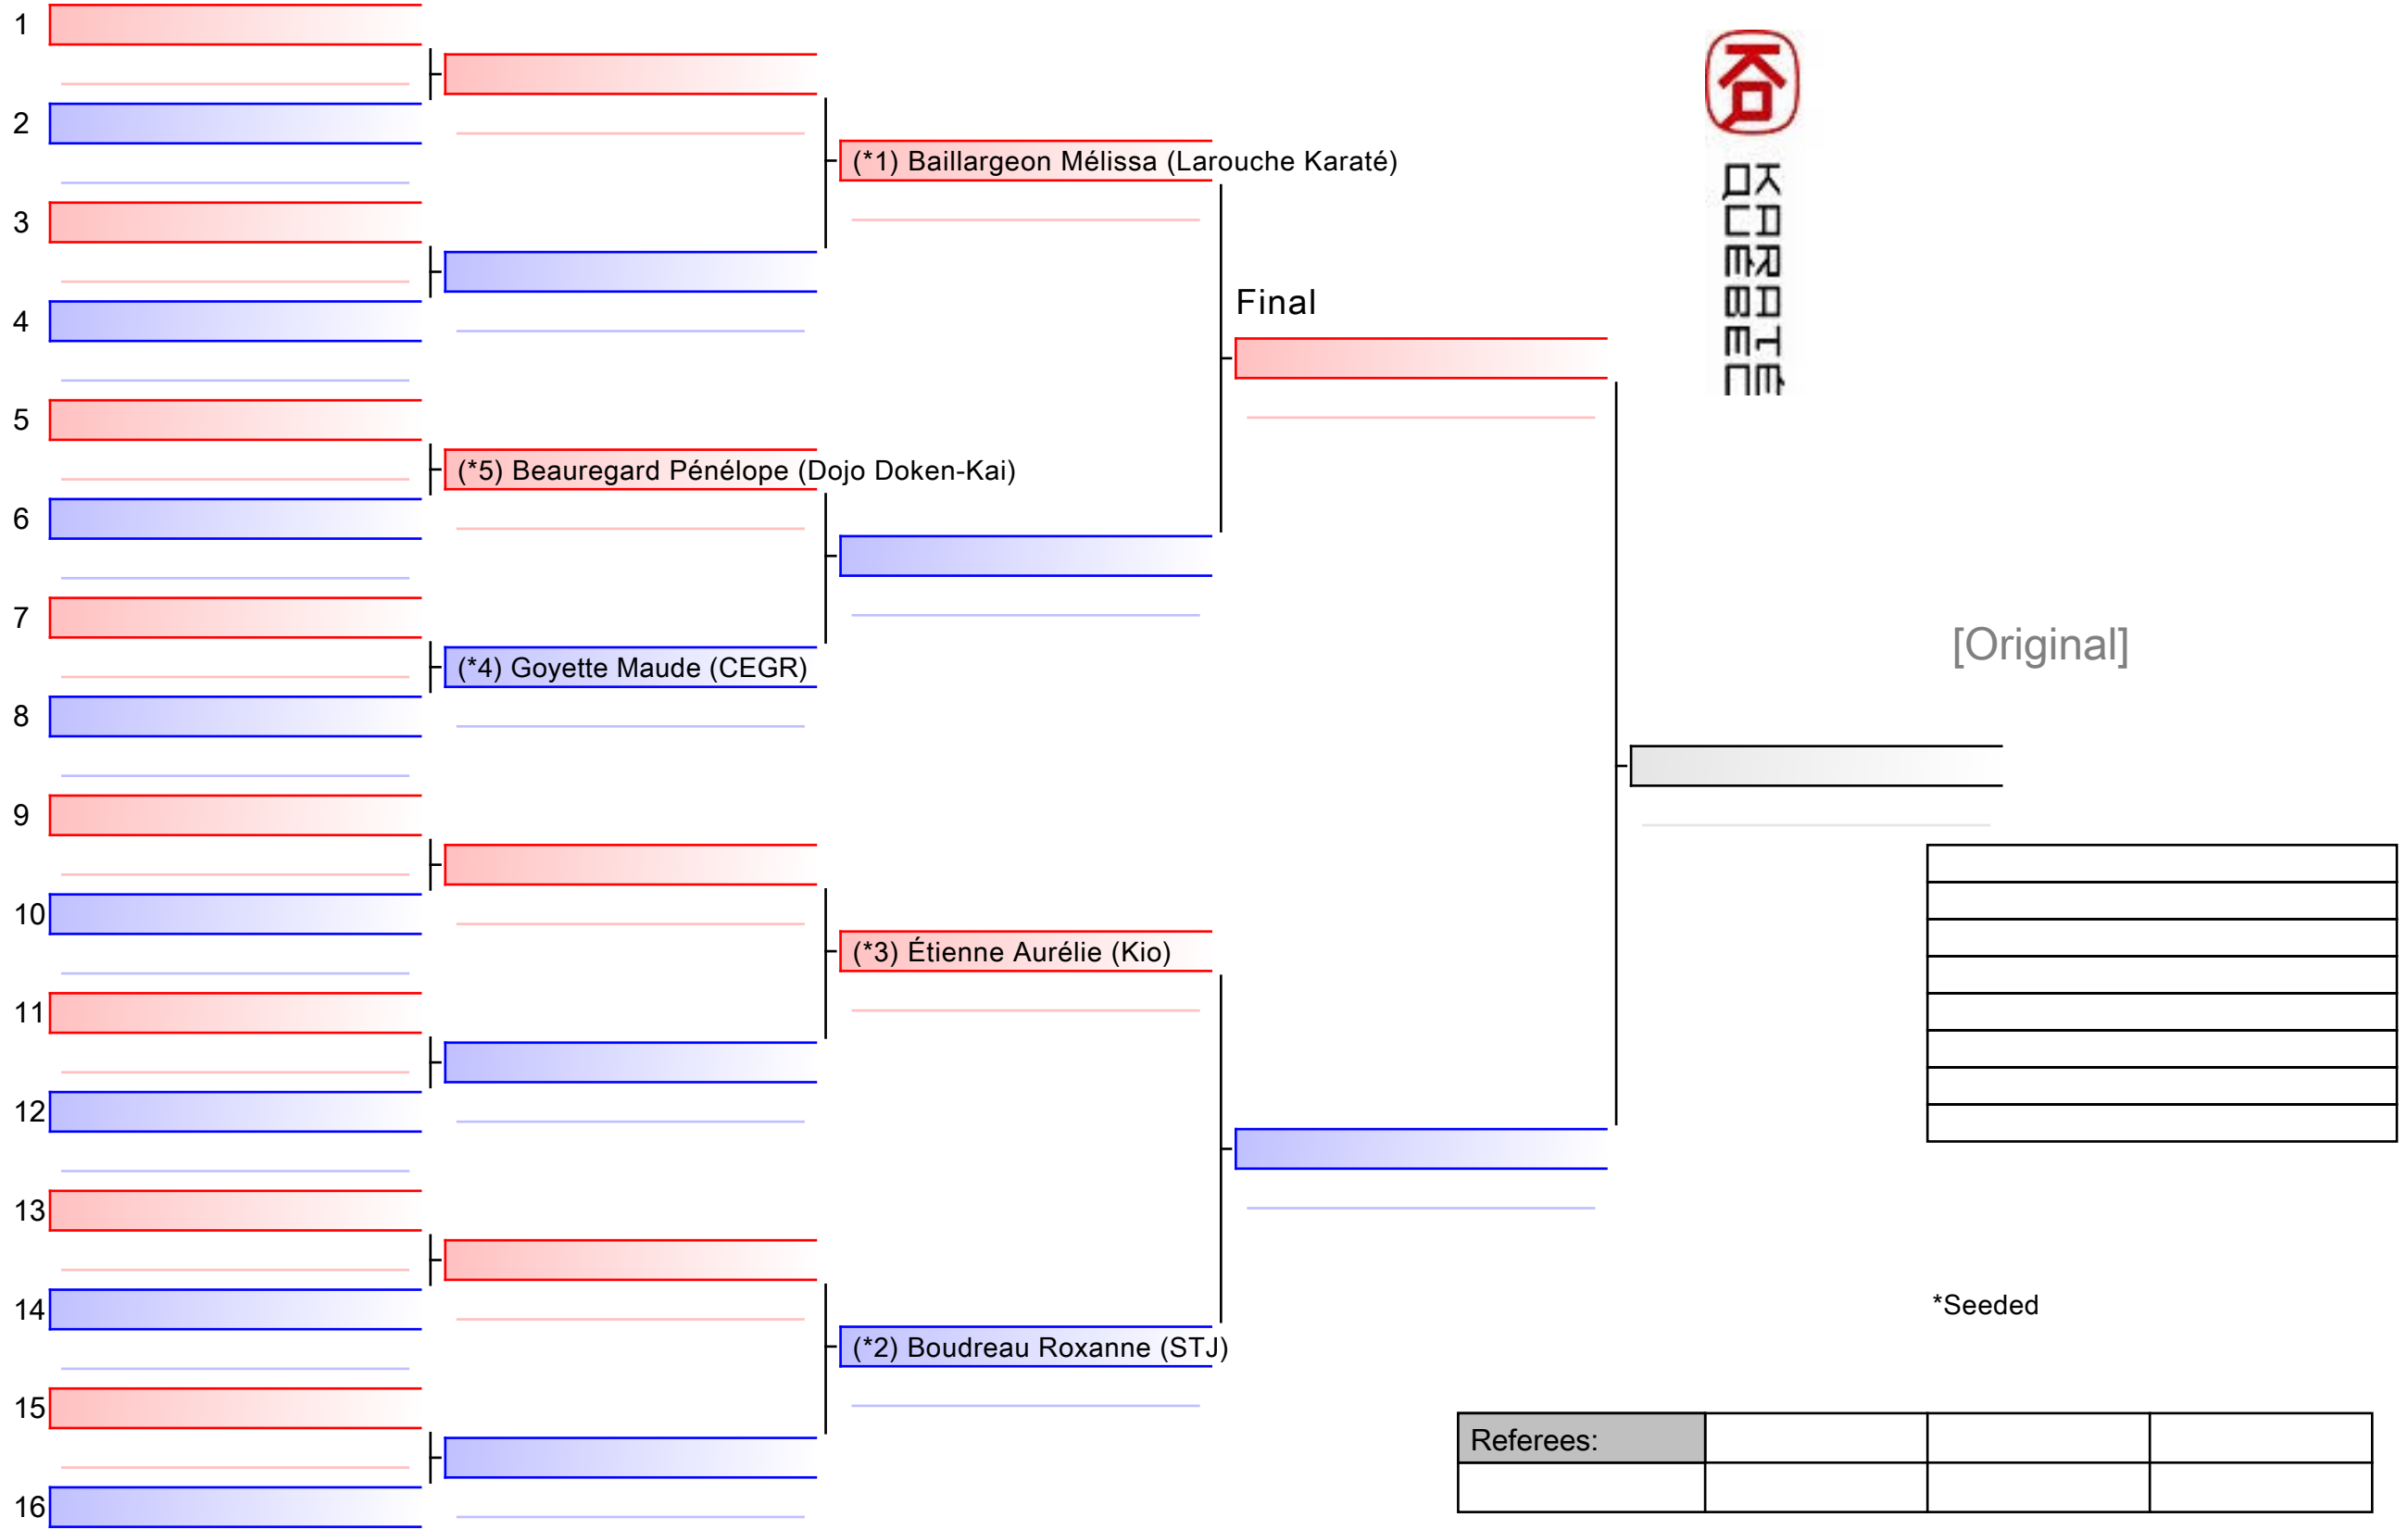 1
2
(*1) Baillargeon Mélissa (Larouche Karaté)
KARATÉ
QUÉBEC
3
Final
4
5
(*5) Beauregard Pénélope (Dojo Doken-Kai)
6
7
[Original]
(*4) Goyette Maude (CEGR)
8
9
10
(*3) Étienne Aurélie (Kio)
11
12
13
14
*Seeded
(*2) Boudreau Roxanne (STJ)
15
Referees:
16